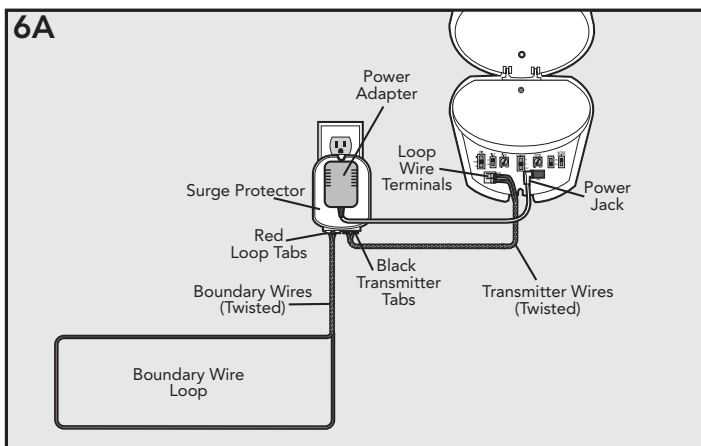 6A
Power
Adapter
Loop
Wire
Terminals
Surge Protector
Power
Jack
Red
Loop Tabs
Black
Transmitter
Tabs
Boundary Wires
(Twisted)
Transmitter Wires
(Twisted)
Boundary Wire
Loop